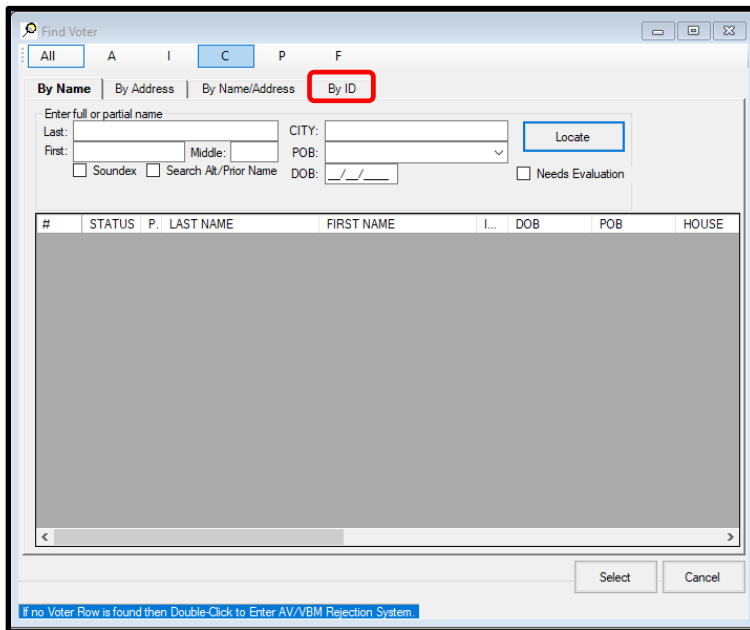 Find Voter
All A I C P F
By Name By Address By Name/Address By ID
Enter full or partial name
Last: CITY: Locate
First: Middle: POB:
Soundex Search Alt/Prior Name DOB: __/__/____ Needs Evaluation
# STATUS P. LAST NAME FIRST NAME I... DOB POB HOUSE
Select Cancel
If no Voter Row is found then Double-Click to Enter AV/VBM Rejection System.